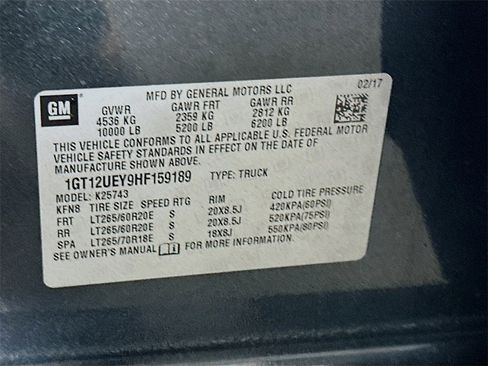 GM
MFD BY GENERAL MOTORS LLC 02/17
GVWR GAWR FRT GAWR RR
4536 KG 2359 KG 2812 KG
10000 LB 5200 LB 6200 LB
THIS VEHICLE CONFORMS TO ALL APPLICABLE U.S. FEDERAL MOTOR
VEHICLE SAFETY STANDARDS IN EFFECT ON THE DATE OF
MANUFACTURE SHOWN ABOVE.
1GT12UEY9HF159189 TYPE: TRUCK
MODEL: K25743
KFN8 TIRE SIZE SPEED RTG RIM COLD TIRE PRESSURE
FRT LT265/60R20E S 20X8.5J 420KPA(60PSI)
RR LT265/60R20E S 20X8.5J 520KPA(75PSI)
SPA LT265/70R18E S 18X8J 550KPA(80PSI)
SEE OWNER'S MANUAL FOR MORE INFORMATION.